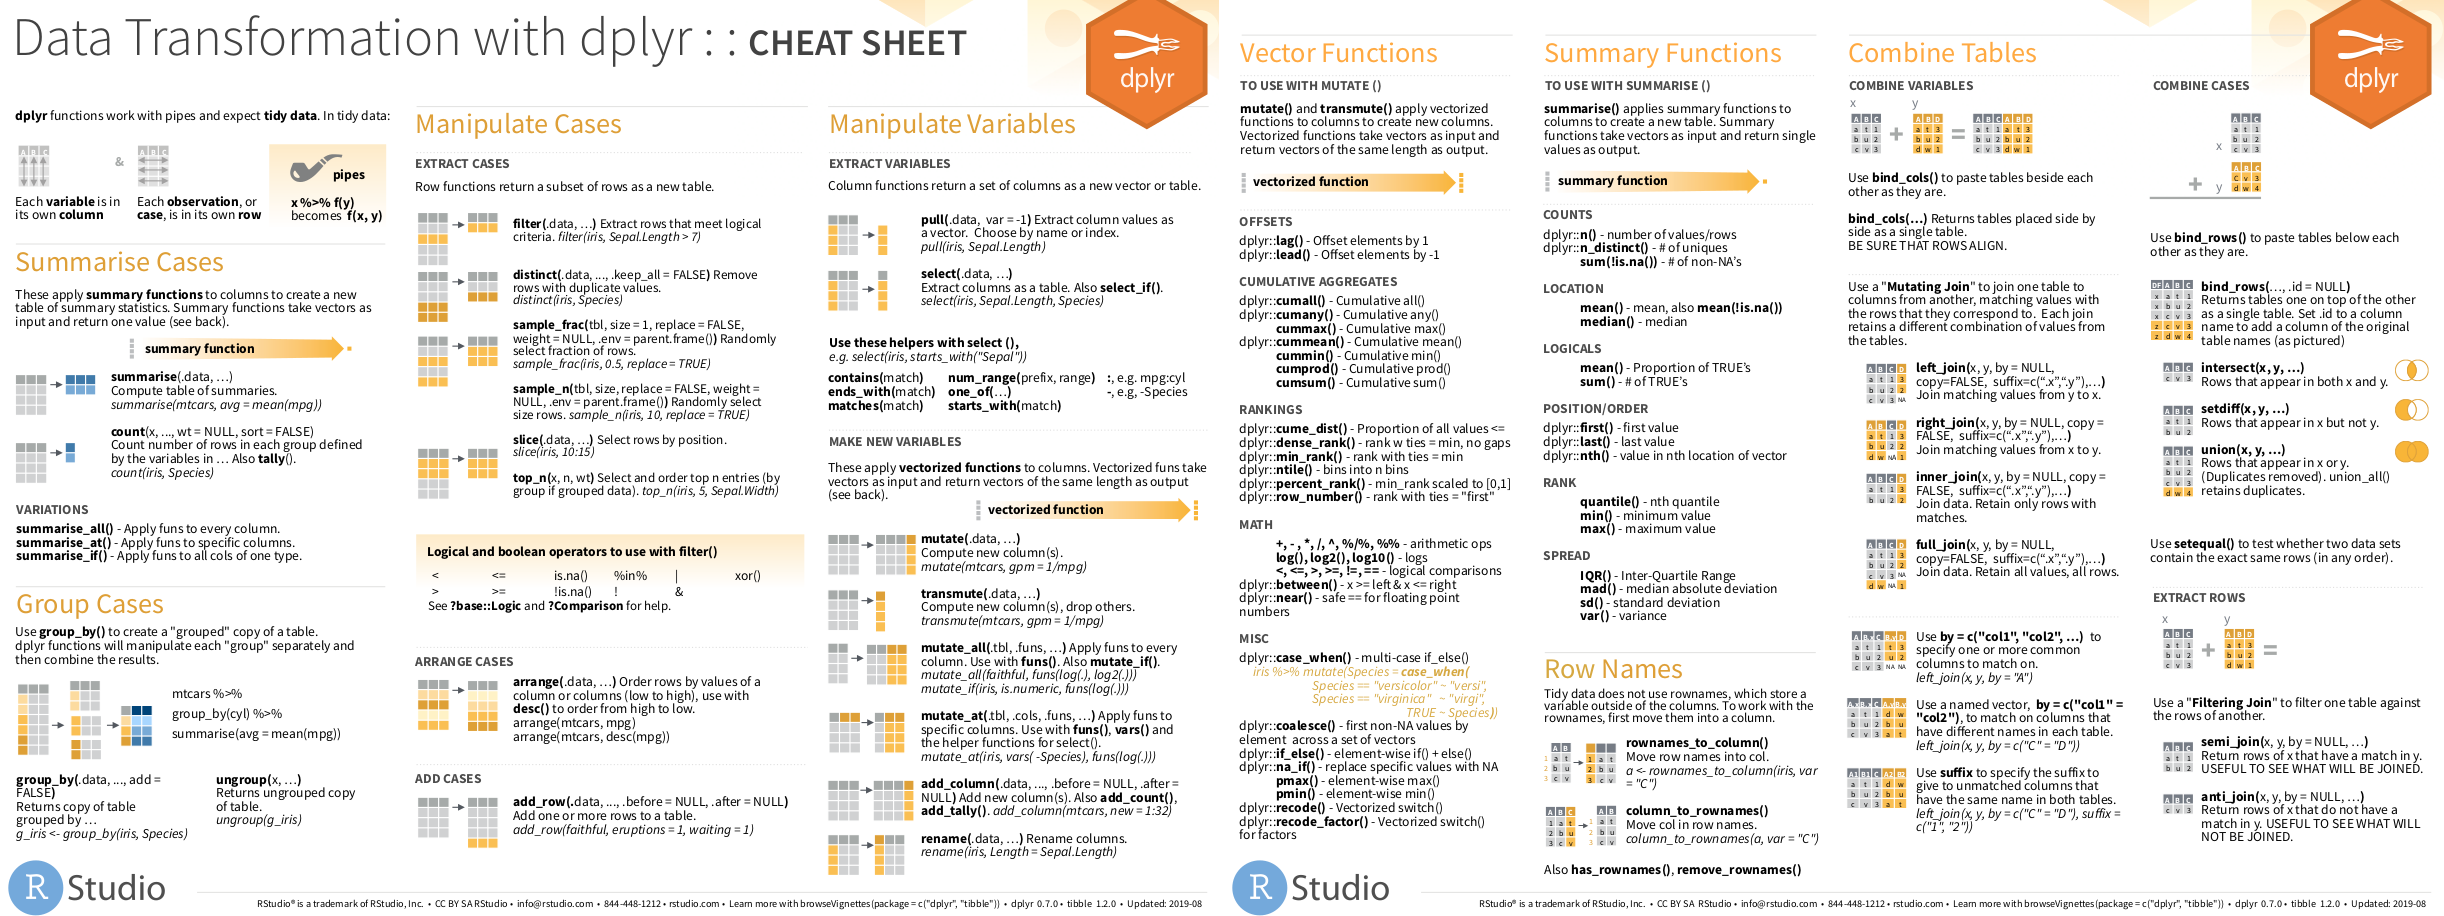 Data Transformation with dplyr : : CHEAT SHEET
dplyr
dplyr functions work with pipes and expect tidy data. In tidy data:
A B C
&
A B C
pipes
Each variable is in
its own column
Each observation, or
case, is in its own row
x %>% f(y)
becomes f(x, y)
Summarise Cases
These apply summary functions to columns to create a new
table of summary statistics. Summary functions take vectors as
input and return one value (see back).
summary function
summarise(.data, …)
Compute table of summaries.
summarise(mtcars, avg = mean(mpg))
count(x, ..., wt = NULL, sort = FALSE)
Count number of rows in each group defined
by the variables in … Also tally().
count(iris, Species)
VARIATIONS
summarise_all() - Apply funs to every column.
summarise_at() - Apply funs to specific columns.
summarise_if() - Apply funs to all cols of one type.
Group Cases
Use group_by() to create a "grouped" copy of a table.
dplyr functions will manipulate each "group" separately and
then combine the results.
mtcars %>%
group_by(cyl) %>%
summarise(avg = mean(mpg))
group_by(.data, ..., add =
FALSE)
Returns copy of table
grouped by …
g_iris <- group_by(iris, Species)
ungroup(x, …)
Returns ungrouped copy
of table.
ungroup(g_iris)
Manipulate Cases
EXTRACT CASES
Row functions return a subset of rows as a new table.
filter(.data, …) Extract rows that meet logical
criteria. filter(iris, Sepal.Length > 7)
distinct(.data, ..., .keep_all = FALSE) Remove
rows with duplicate values.
distinct(iris, Species)
sample_frac(tbl, size = 1, replace = FALSE,
weight = NULL, .env = parent.frame()) Randomly
select fraction of rows.
sample_frac(iris, 0.5, replace = TRUE)
sample_n(tbl, size, replace = FALSE, weight =
NULL, .env = parent.frame()) Randomly select
size rows. sample_n(iris, 10, replace = TRUE)
slice(.data, …) Select rows by position.
slice(iris, 10:15)
top_n(x, n, wt) Select and order top n entries (by
group if grouped data). top_n(iris, 5, Sepal.Width)
Logical and boolean operators to use with filter()
< <= is.na() %in% | xor()
> >= !is.na() ! &
See ?base::Logic and ?Comparison for help.
ARRANGE CASES
arrange(.data, …) Order rows by values of a
column or columns (low to high), use with
desc() to order from high to low.
arrange(mtcars, mpg)
arrange(mtcars, desc(mpg))
ADD CASES
add_row(.data, ..., .before = NULL, .after = NULL)
Add one or more rows to a table.
add_row(faithful, eruptions = 1, waiting = 1)
Manipulate Variables
EXTRACT VARIABLES
Column functions return a set of columns as a new vector or table.
pull(.data, var = -1) Extract column values as
a vector. Choose by name or index.
pull(iris, Sepal.Length)
select(.data, …)
Extract columns as a table. Also select_if().
select(iris, Sepal.Length, Species)
Use these helpers with select (),
e.g. select(iris, starts_with("Sepal"))
contains(match) num_range(prefix, range) :, e.g. mpg:cyl
ends_with(match) one_of(…) -, e.g, -Species
matches(match) starts_with(match)
MAKE NEW VARIABLES
These apply vectorized functions to columns. Vectorized funs take
vectors as input and return vectors of the same length as output
(see back).
vectorized function
mutate(.data, …)
Compute new column(s).
mutate(mtcars, gpm = 1/mpg)
transmute(.data, …)
Compute new column(s), drop others.
transmute(mtcars, gpm = 1/mpg)
mutate_all(.tbl, .funs, …) Apply funs to every
column. Use with funs(). Also mutate_if().
mutate_all(faithful, funs(log(.), log2(.)))
mutate_if(iris, is.numeric, funs(log(.)))
mutate_at(.tbl, .cols, .funs, …) Apply funs to
specific columns. Use with funs(), vars() and
the helper functions for select().
mutate_at(iris, vars( -Species), funs(log(.)))
add_column(.data, ..., .before = NULL, .after =
NULL) Add new column(s). Also add_count(),
add_tally(). add_column(mtcars, new = 1:32)
rename(.data, …) Rename columns.
rename(iris, Length = Sepal.Length)
R Studio
RStudio® is a trademark of RStudio, Inc. • CC BY SA RStudio • info@rstudio.com • 844-448-1212 • rstudio.com • Learn more with browseVignettes(package = c("dplyr", "tibble")) • dplyr 0.7.0 • tibble 1.2.0 • Updated: 2019-08
Vector Functions
TO USE WITH MUTATE ()
mutate() and transmute() apply vectorized
functions to columns to create new columns.
Vectorized functions take vectors as input and
return vectors of the same length as output.
vectorized function
OFFSETS
dplyr::lag() - Offset elements by 1
dplyr::lead() - Offset elements by -1
CUMULATIVE AGGREGATES
dplyr::cumall() - Cumulative all()
dplyr::cumany() - Cumulative any()
cummax() - Cumulative max()
dplyr::cummean() - Cumulative mean()
cummin() - Cumulative min()
cumprod() - Cumulative prod()
cumsum() - Cumulative sum()
RANKINGS
dplyr::cume_dist() - Proportion of all values <=
dplyr::dense_rank() - rank w ties = min, no gaps
dplyr::min_rank() - rank with ties = min
dplyr::ntile() - bins into n bins
dplyr::percent_rank() - min_rank scaled to [0,1]
dplyr::row_number() - rank with ties = "first"
MATH
+, - , *, /, ^, %/%, %% - arithmetic ops
log(), log2(), log10() - logs
<, <=, >, >=, !=, == - logical comparisons
dplyr::between() - x >= left & x <= right
dplyr::near() - safe == for floating point
numbers
MISC
dplyr::case_when() - multi-case if_else()
iris %>% mutate(Species = case_when(
Species == "versicolor" ~ "versi",
Species == "virginica" ~ "virgi",
TRUE ~ Species))
dplyr::coalesce() - first non-NA values by
element across a set of vectors
dplyr::if_else() - element-wise if() + else()
dplyr::na_if() - replace specific values with NA
pmax() - element-wise max()
pmin() - element-wise min()
dplyr::recode() - Vectorized switch()
dplyr::recode_factor() - Vectorized switch()
for factors
Summary Functions
TO USE WITH SUMMARISE ()
summarise() applies summary functions to
columns to create a new table. Summary
functions take vectors as input and return single
values as output.
summary function
COUNTS
dplyr::n() - number of values/rows
dplyr::n_distinct() - # of uniques
sum(!is.na()) - # of non-NA's
LOCATION
mean() - mean, also mean(!is.na())
median() - median
LOGICALS
mean() - Proportion of TRUE's
sum() - # of TRUE's
POSITION/ORDER
dplyr::first() - first value
dplyr::last() - last value
dplyr::nth() - value in nth location of vector
RANK
quantile() - nth quantile
min() - minimum value
max() - maximum value
SPREAD
IQR() - Inter-Quartile Range
mad() - median absolute deviation
sd() - standard deviation
var() - variance
Row Names
Tidy data does not use rownames, which store a
variable outside of the columns. To work with the
rownames, first move them into a column.
rownames_to_column()
Move row names into col.
a <- rownames_to_column(iris, var
= "C")
column_to_rownames()
Move col in row names.
column_to_rownames(a, var = "C")
Also has_rownames(), remove_rownames()
Combine Tables
dplyr
COMBINE VARIABLES
x y
+ =
Use bind_cols() to paste tables beside each
other as they are.
bind_cols(…) Returns tables placed side by
side as a single table.
BE SURE THAT ROWS ALIGN.
Use a "Mutating Join" to join one table to
columns from another, matching values with
the rows that they correspond to. Each join
retains a different combination of values from
the tables.
left_join(x, y, by = NULL,
copy=FALSE, suffix=c(“.x”,“.y”),…)
Join matching values from y to x.
right_join(x, y, by = NULL, copy =
FALSE, suffix=c(“.x”,“.y”),…)
Join matching values from x to y.
inner_join(x, y, by = NULL, copy =
FALSE, suffix=c(“.x”,“.y”),…)
Join data. Retain only rows with
matches.
full_join(x, y, by = NULL,
copy=FALSE, suffix=c(“.x”,“.y”),…)
Join data. Retain all values, all rows.
Use by = c("col1", "col2", …) to
specify one or more common
columns to match on.
left_join(x, y, by = "A")
Use a named vector, by = c("col1" =
"col2"), to match on columns that
have different names in each table.
left_join(x, y, by = c("C" = "D"))
Use suffix to specify the suffix to
give to unmatched columns that
have the same name in both tables.
left_join(x, y, by = c("C" = "D"), suffix =
c("1", "2"))
COMBINE CASES
x
+ y
Use bind_rows() to paste tables below each
other as they are.
bind_rows(…, .id = NULL)
Returns tables one on top of the other
as a single table. Set .id to a column
name to add a column of the original
table names (as pictured)
intersect(x, y, …)
Rows that appear in both x and y.
setdiff(x, y, …)
Rows that appear in x but not y.
union(x, y, …)
Rows that appear in x or y.
(Duplicates removed). union_all()
retains duplicates.
Use setequal() to test whether two data sets
contain the exact same rows (in any order).
EXTRACT ROWS
x y
+ =
Use a "Filtering Join" to filter one table against
the rows of another.
semi_join(x, y, by = NULL, …)
Return rows of x that have a match in y.
USEFUL TO SEE WHAT WILL BE JOINED.
anti_join(x, y, by = NULL, …)
Return rows of x that do not have a
match in y. USEFUL TO SEE WHAT WILL
NOT BE JOINED.
R Studio
RStudio® is a trademark of RStudio, Inc. • CC BY SA RStudio • info@rstudio.com • 844-448-1212 • rstudio.com • Learn more with browseVignettes(package = c("dplyr", "tibble")) • dplyr 0.7.0 • tibble 1.2.0 • Updated: 2019-08